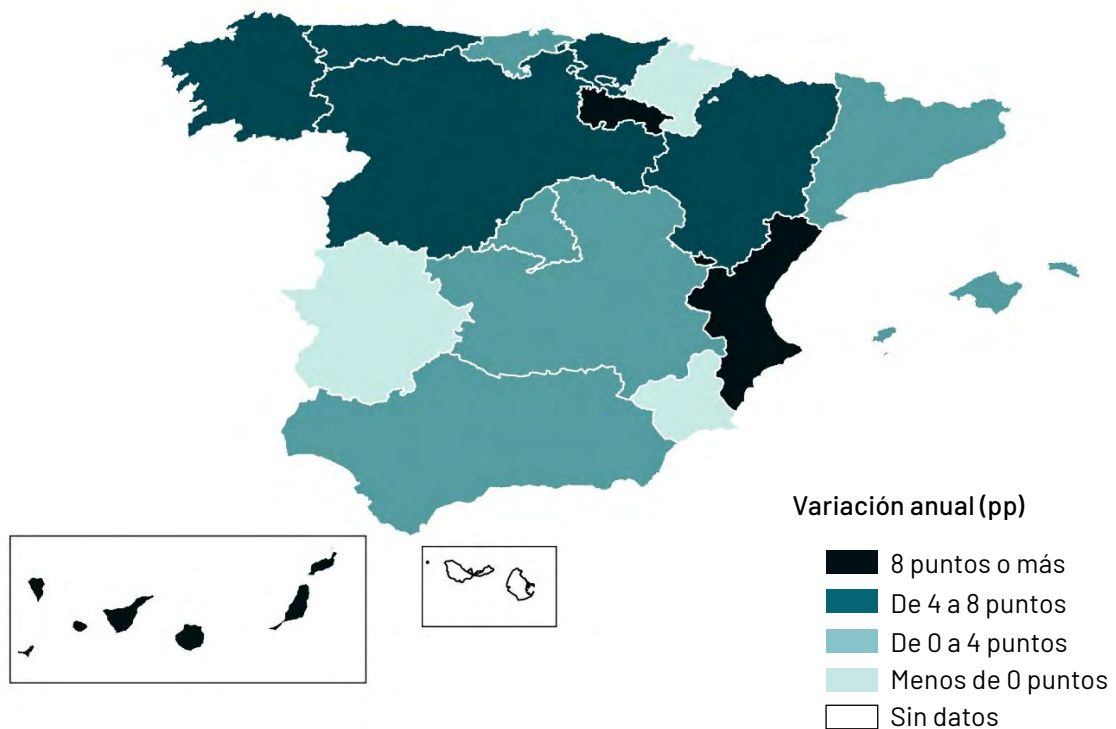 Variación anual (pp)
8 puntos o más
De 4 a 8 puntos
De 0 a 4 puntos
Menos de 0 puntos
Sin datos